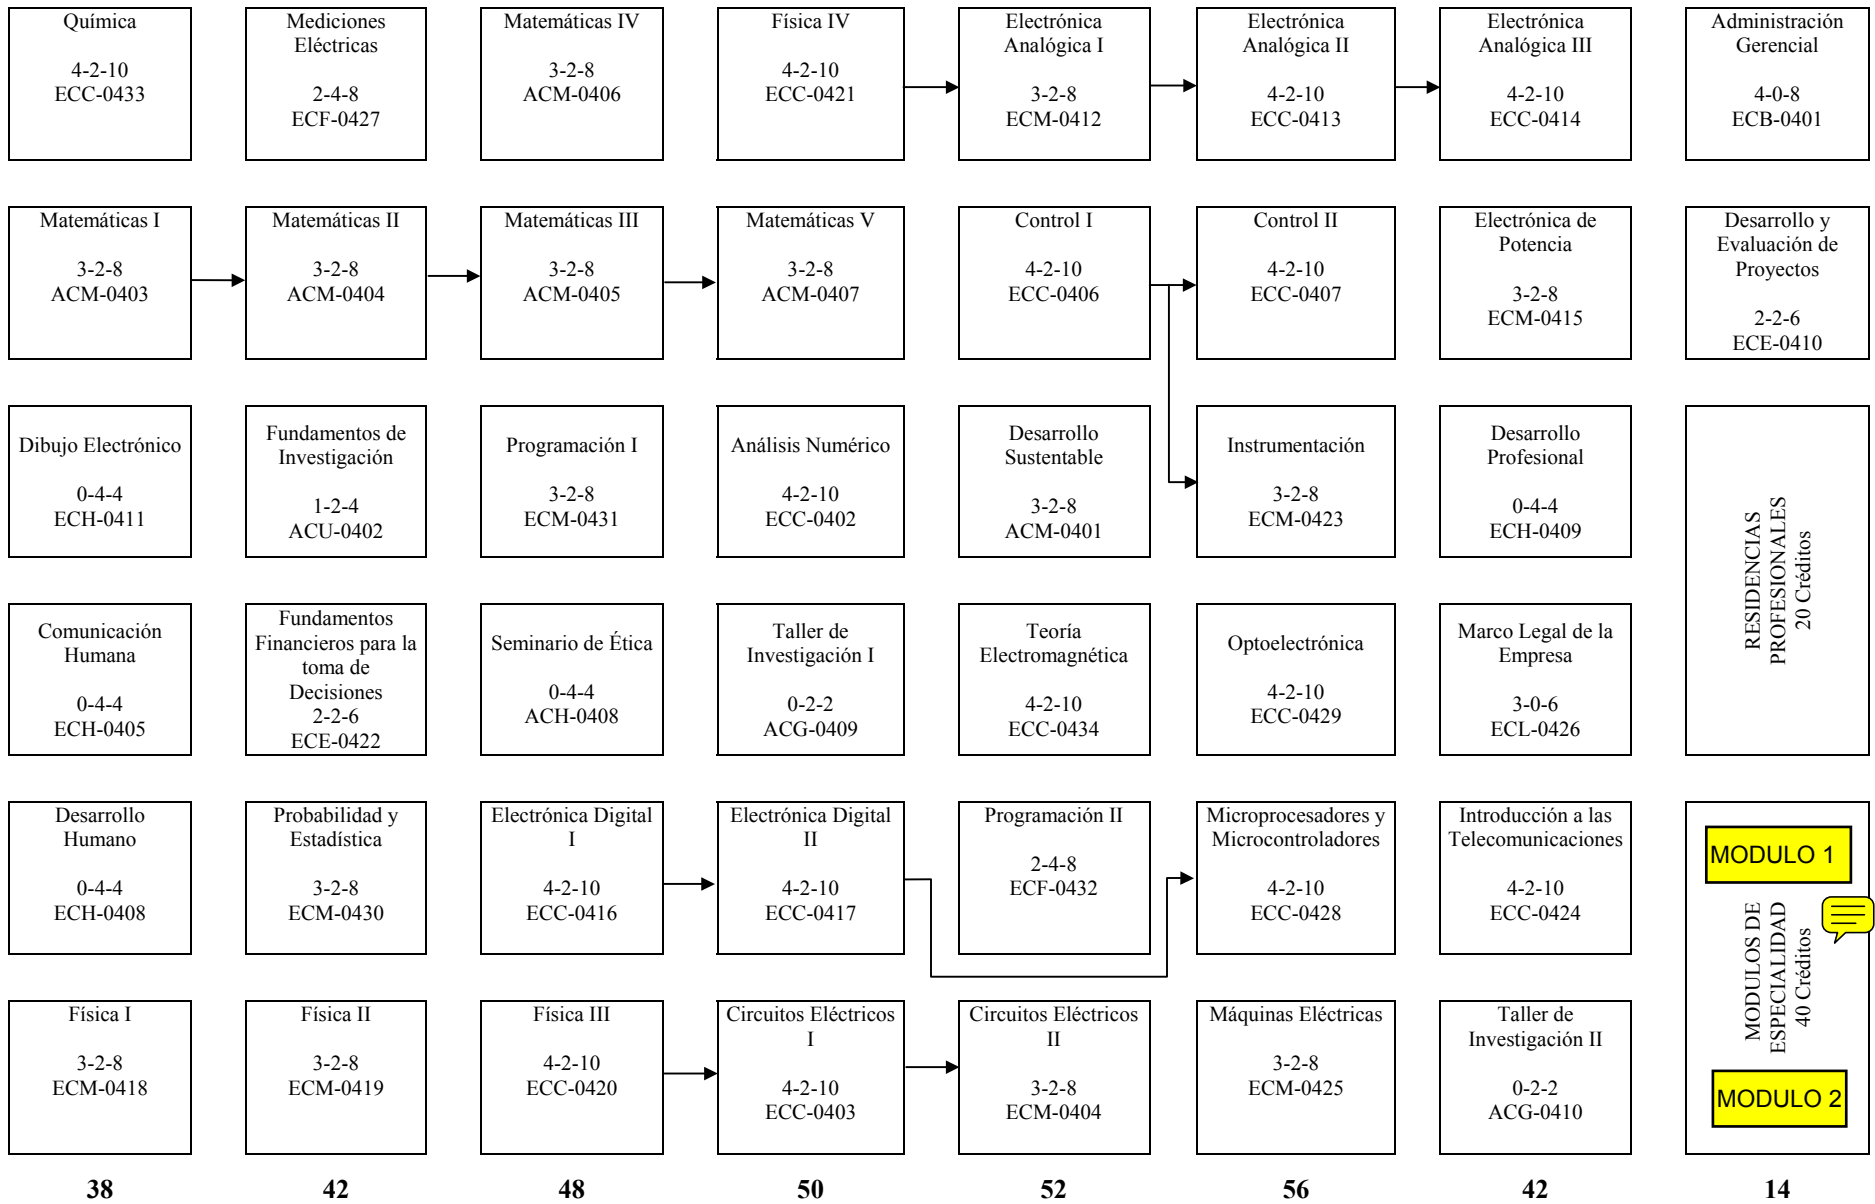 Química
4-2-10
ECC-0433
Mediciones
Eléctricas
2-4-8
ECF-0427
Matemáticas IV
3-2-8
ACM-0406
Física IV
4-2-10
ECC-0421
Electrónica
Analógica I
3-2-8
ECM-0412
Electrónica
Analógica II
4-2-10
ECC-0413
Electrónica
Analógica III
4-2-10
ECC-0414
Administración
Gerencial
4-0-8
ECB-0401
Matemáticas I
3-2-8
ACM-0403
Matemáticas II
3-2-8
ACM-0404
Matemáticas III
3-2-8
ACM-0405
Matemáticas V
3-2-8
ACM-0407
Control I
4-2-10
ECC-0406
Control II
4-2-10
ECC-0407
Electrónica de
Potencia
3-2-8
ECM-0415
Desarrollo y
Evaluación de
Proyectos
2-2-6
ECE-0410
Dibujo Electrónico
0-4-4
ECH-0411
Fundamentos de
Investigación
1-2-4
ACU-0402
Programación I
3-2-8
ECM-0431
Análisis Numérico
4-2-10
ECC-0402
Desarrollo
Sustentable
3-2-8
ACM-0401
Instrumentación
3-2-8
ECM-0423
Desarrollo
Profesional
0-4-4
ECH-0409
RESIDENCIAS
PROFESIONALES
20 Créditos
Comunicación
Humana
0-4-4
ECH-0405
Fundamentos
Financieros para la
toma de
Decisiones
2-2-6
ECE-0422
Seminario de Ética
0-4-4
ACH-0408
Taller de
Investigación I
0-2-2
ACG-0409
Teoría
Electromagnética
4-2-10
ECC-0434
Optoelectrónica
4-2-10
ECC-0429
Marco Legal de la
Empresa
3-0-6
ECL-0426
Desarrollo
Humano
0-4-4
ECH-0408
Probabilidad y
Estadística
3-2-8
ECM-0430
Electrónica Digital
I
4-2-10
ECC-0416
Electrónica Digital
II
4-2-10
ECC-0417
Programación II
2-4-8
ECF-0432
Microprocesadores y
Microcontroladores
4-2-10
ECC-0428
Introducción a las
Telecomunicaciones
4-2-10
ECC-0424
MODULO 1
MODULOS DE
ESPECIALIDAD
40 Créditos
MODULO 2
Física I
3-2-8
ECM-0418
Física II
3-2-8
ECM-0419
Física III
4-2-10
ECC-0420
Circuitos Eléctricos
I
4-2-10
ECC-0403
Circuitos Eléctricos
II
3-2-8
ECM-0404
Máquinas Eléctricas
3-2-8
ECM-0425
Taller de
Investigación II
0-2-2
ACG-0410
38 42 48 50 52 56 42 14